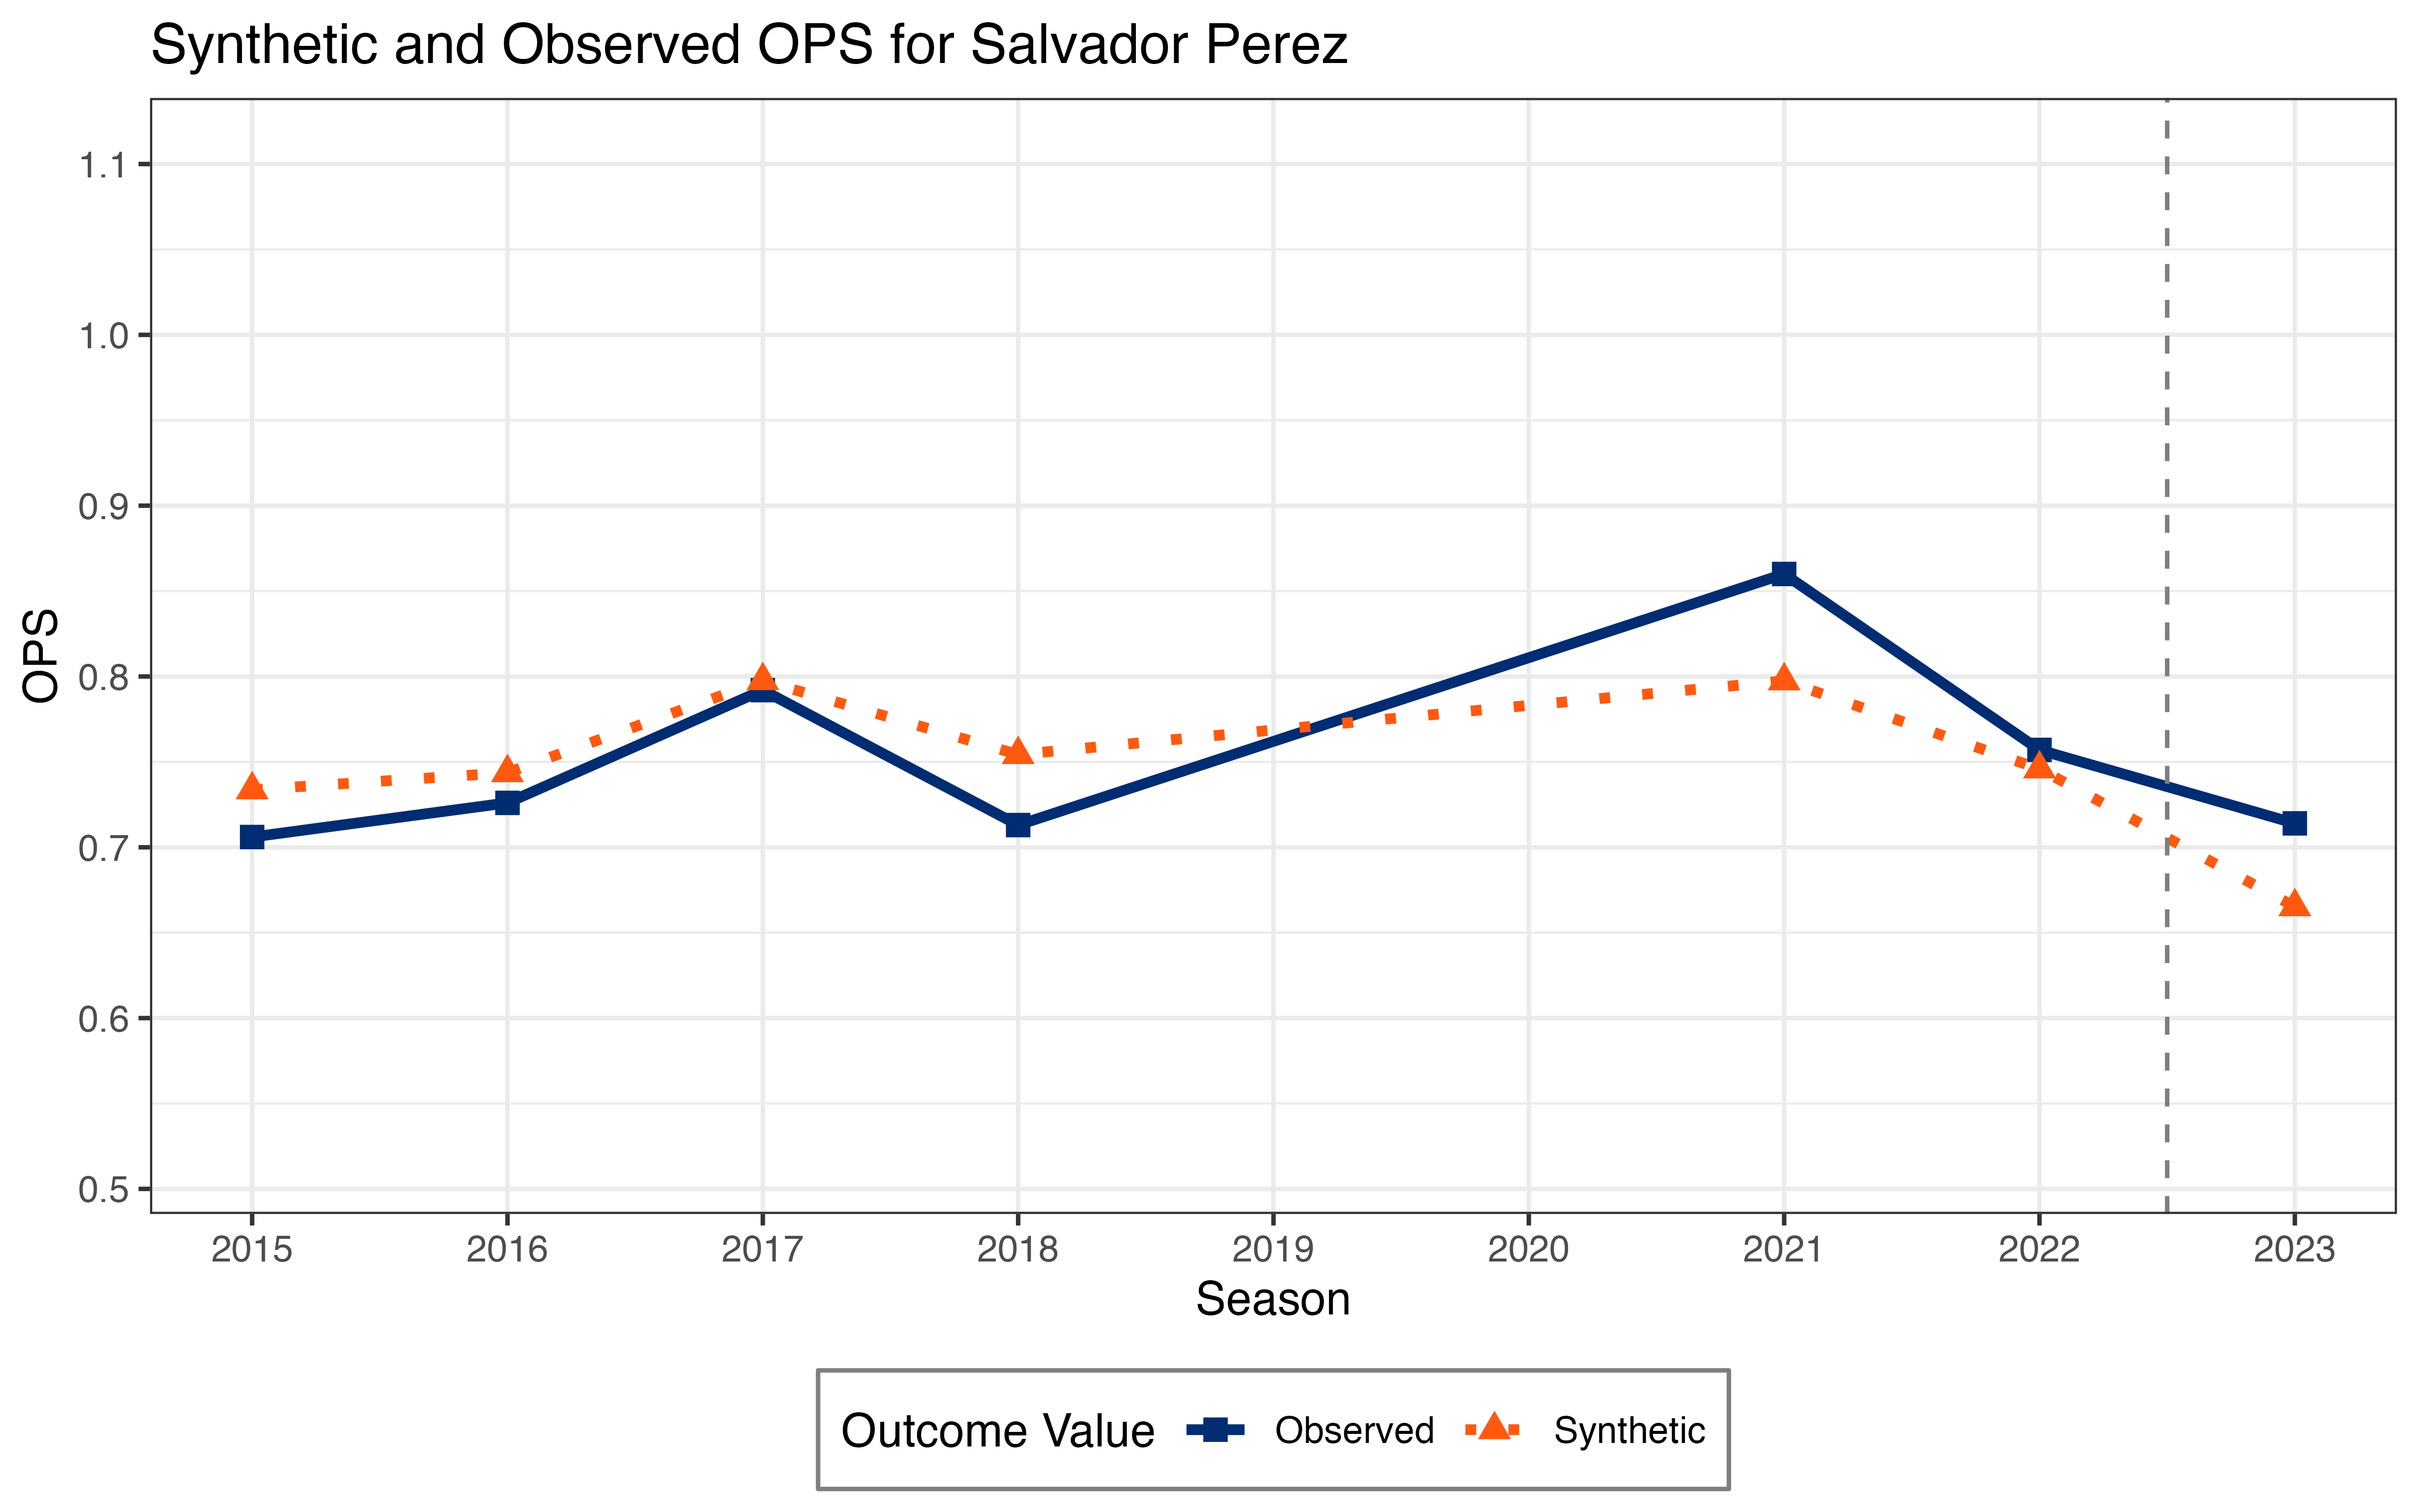 Synthetic and Observed OPS for Salvador Perez
OPS
1.1
1.0
0.9
0.8
0.7
0.6
0.5
2015 2016 2017 2018 2019 2020 2021 2022 2023
Season
Outcome Value Observed Synthetic